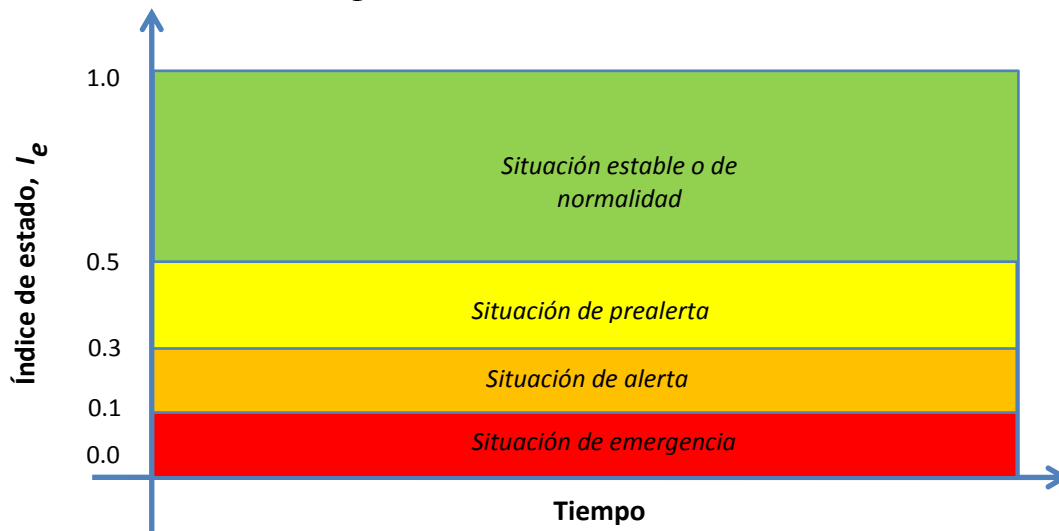 1.0
Situación estable o de
normalidad
0.5
Situación de prealerta
0.3
Situación de alerta
0.1
Situación de emergencia
0.0
Índice de estado, Ie
Tiempo